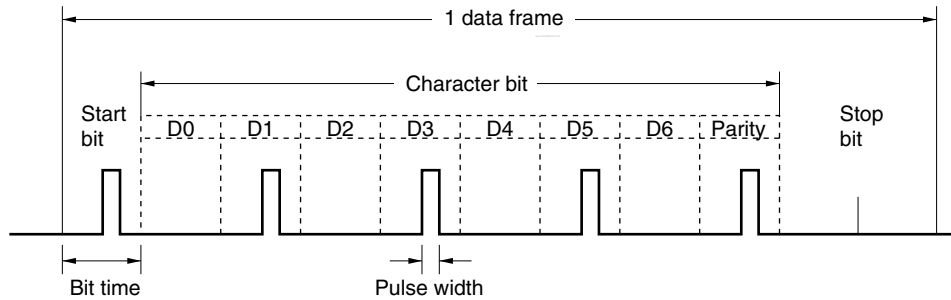 1 data frame
Character bit
Start
bit
D0 D1 D2 D3 D4 D5 D6 Parity
Stop
bit
Bit time
Pulse width